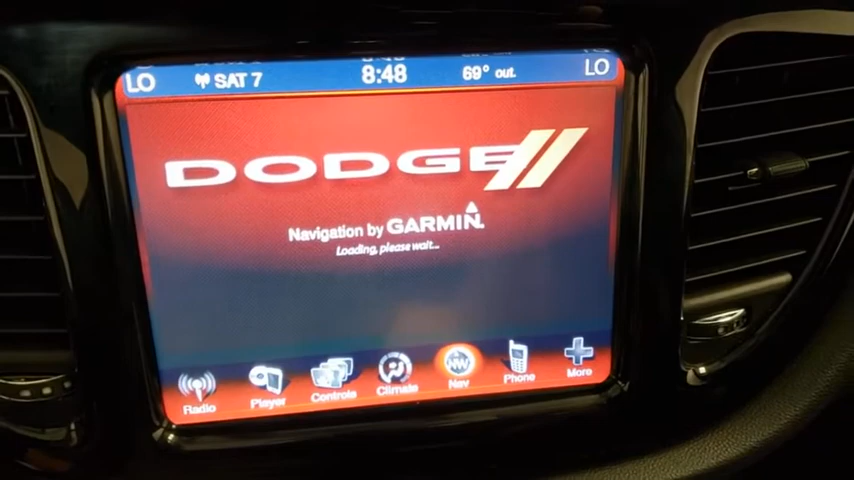 LO SAT 7 8:48 69° out. LO
DODGE
Navigation by GARMIN
Loading, please wait...
Radio Player Controls Climate Nav Phone More